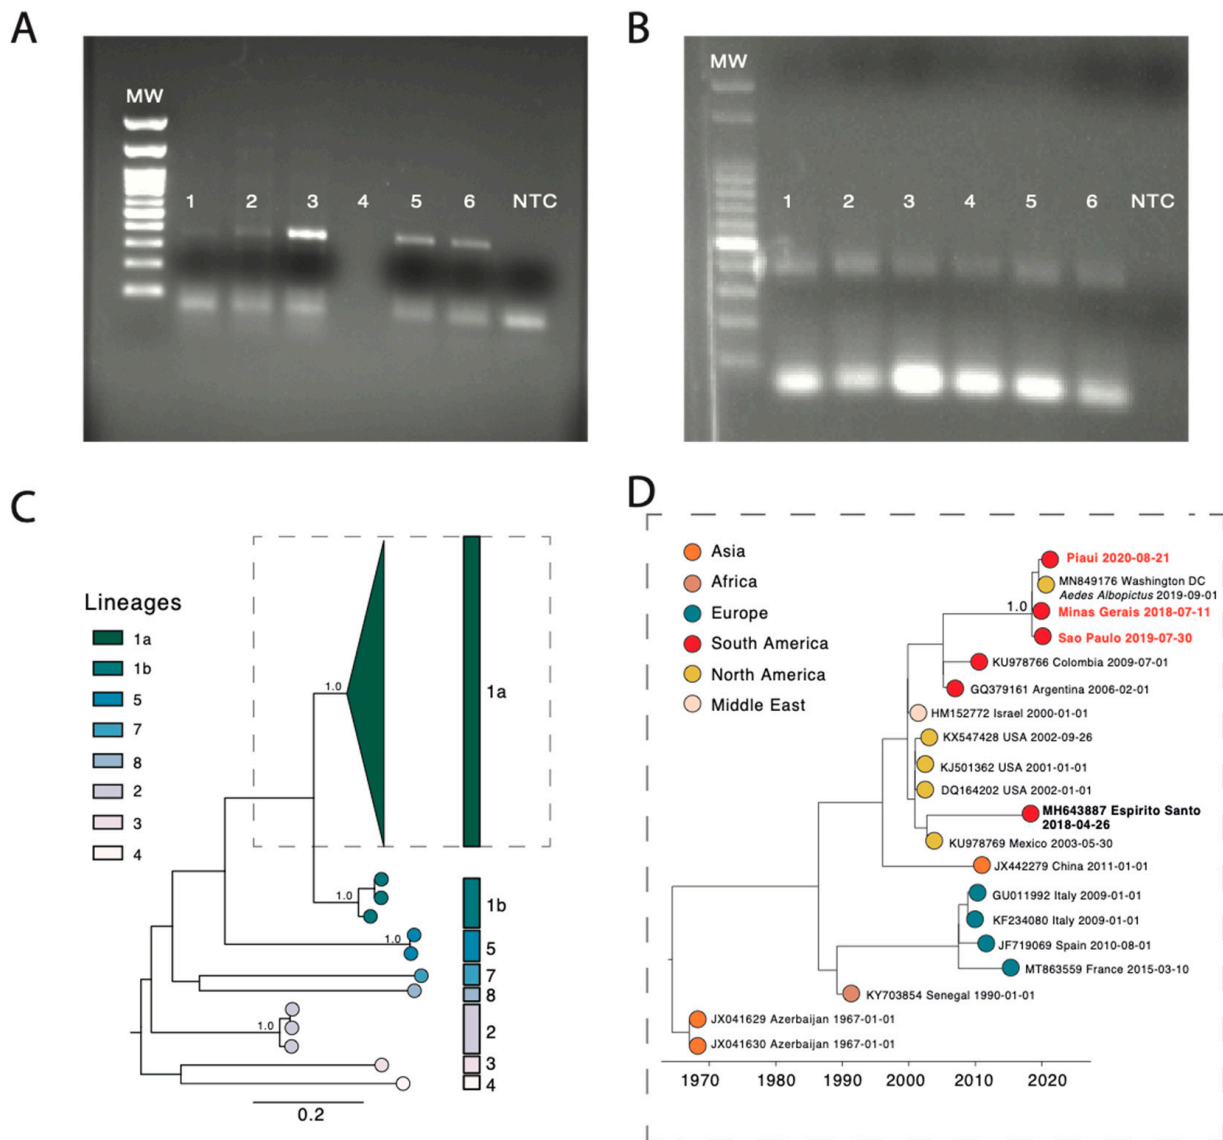 A
MW
1 2 3 4 5 6 NTC
B
MW
1 2 3 4 5 6 NTC
C
Lineages
1a
1b
5
7
8
2
3
4
1.0
1a
1.0
1b
1.0
5
7
8
1.0
2
3
4
0.2
D
Asia
Africa
Europe
South America
North America
Middle East
Piaui 2020-08-21
MN849176 Washington DC
Aedes Albopictus 2019-09-01
1.0
Minas Gerais 2018-07-11
Sao Paulo 2019-07-30
KU978766 Colombia 2009-07-01
GQ379161 Argentina 2006-02-01
HM152772 Israel 2000-01-01
KX547428 USA 2002-09-26
KJ501362 USA 2001-01-01
DQ164202 USA 2002-01-01
MH643887 Espirito Santo
2018-04-26
KU978769 Mexico 2003-05-30
JX442279 China 2011-01-01
GU011992 Italy 2009-01-01
KF234080 Italy 2009-01-01
JF719069 Spain 2010-08-01
MT863559 France 2015-03-10
KY703854 Senegal 1990-01-01
JX041629 Azerbaijan 1967-01-01
JX041630 Azerbaijan 1967-01-01
1970 1980 1990 2000 2010 2020